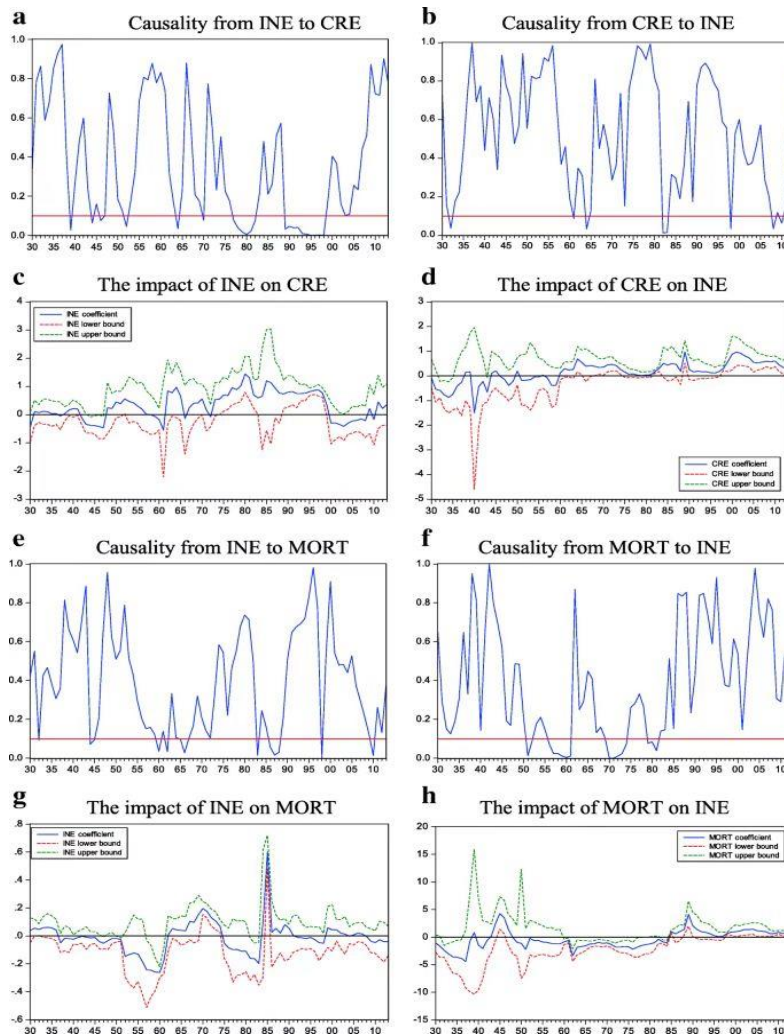 a Causality from INE to CRE
1.0
0.8
0.6
0.4
0.2
0.0
30 35 40 45 50 55 60 65 70 75 80 85 90 95 00 05 10
b Causality from CRE to INE
1.0
0.8
0.6
0.4
0.2
0.0
30 35 40 45 50 55 60 65 70 75 80 85 90 95 00 05 10
c The impact of INE on CRE
INE coefficient
INE lower bound
INE upper bound
4
3
2
1
0
-1
-2
-3
30 35 40 45 50 55 60 65 70 75 80 85 90 95 00 05 10
d The impact of CRE on INE
3
2
1
0
-1
-2
-3
-4
-5
CRE coefficient
CRE lower bound
CRE upper bound
30 35 40 45 50 55 60 65 70 75 80 85 90 95 00 05 10
e Causality from INE to MORT
1.0
0.8
0.6
0.4
0.2
0.0
30 35 40 45 50 55 60 65 70 75 80 85 90 95 00 05 10
f Causality from MORT to INE
1.0
0.8
0.6
0.4
0.2
0.0
30 35 40 45 50 55 60 65 70 75 80 85 90 95 00 05 10
g The impact of INE on MORT
INE coefficient
INE lower bound
INE upper bound
.8
.6
.4
.2
.0
-.2
-.4
-.6
30 35 40 45 50 55 60 65 70 75 80 85 90 95 00 05 10
h The impact of MORT on INE
MORT coefficient
MORT lower bound
MORT upper bound
20
15
10
5
0
-5
-10
-15
30 35 40 45 50 55 60 65 70 75 80 85 90 95 00 05 10